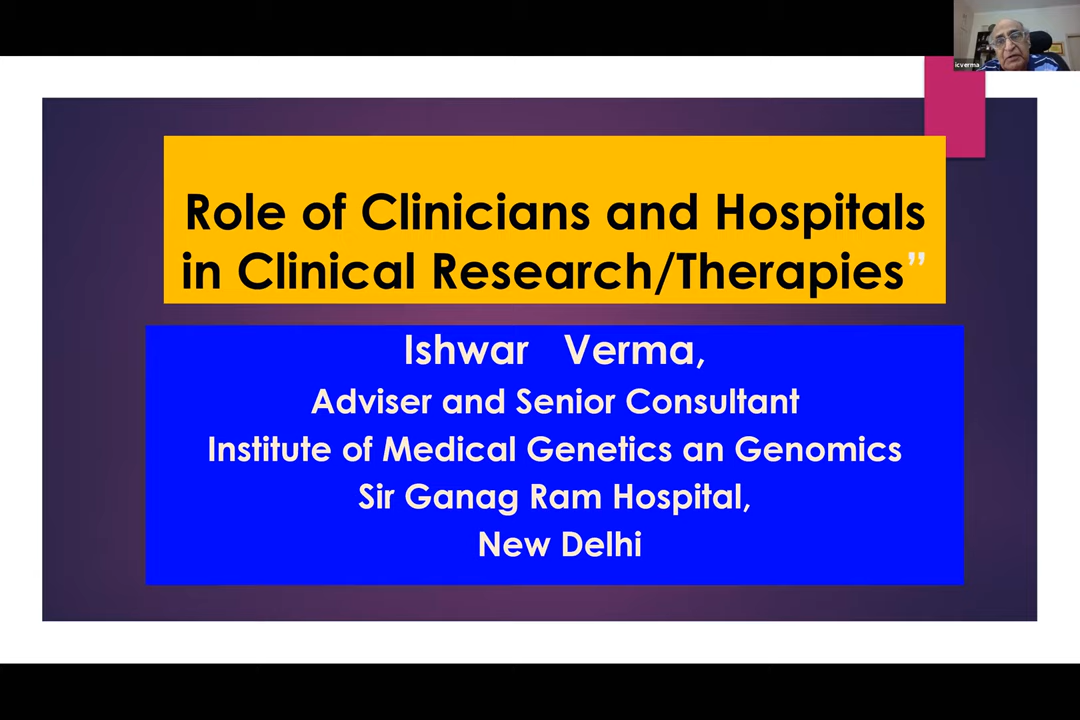 icverma
Role of Clinicians and Hospitals
in Clinical Research/Therapies”
Ishwar Verma,
Adviser and Senior Consultant
Institute of Medical Genetics an Genomics
Sir Ganag Ram Hospital,
New Delhi